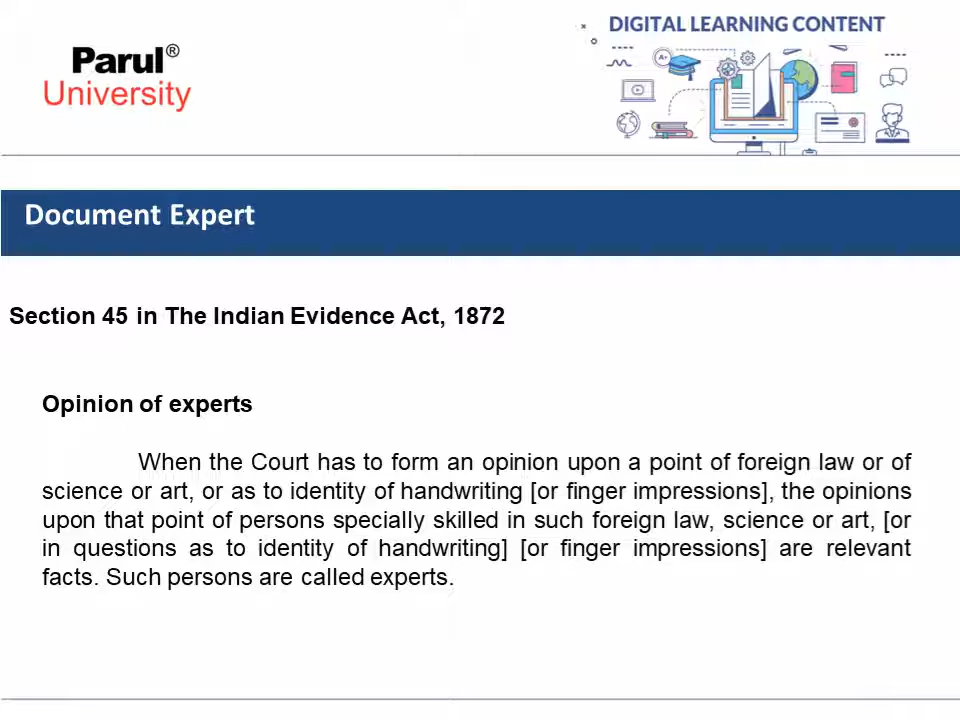 DIGITAL LEARNING CONTENT
Parul®
University
A+
Document Expert
Section 45 in The Indian Evidence Act, 1872
Opinion of experts
When the Court has to form an opinion upon a point of foreign law or of
science or art, or as to identity of handwriting [or finger impressions], the opinions
upon that point of persons specially skilled in such foreign law, science or art, [or
in questions as to identity of handwriting] [or finger impressions] are relevant
facts. Such persons are called experts.